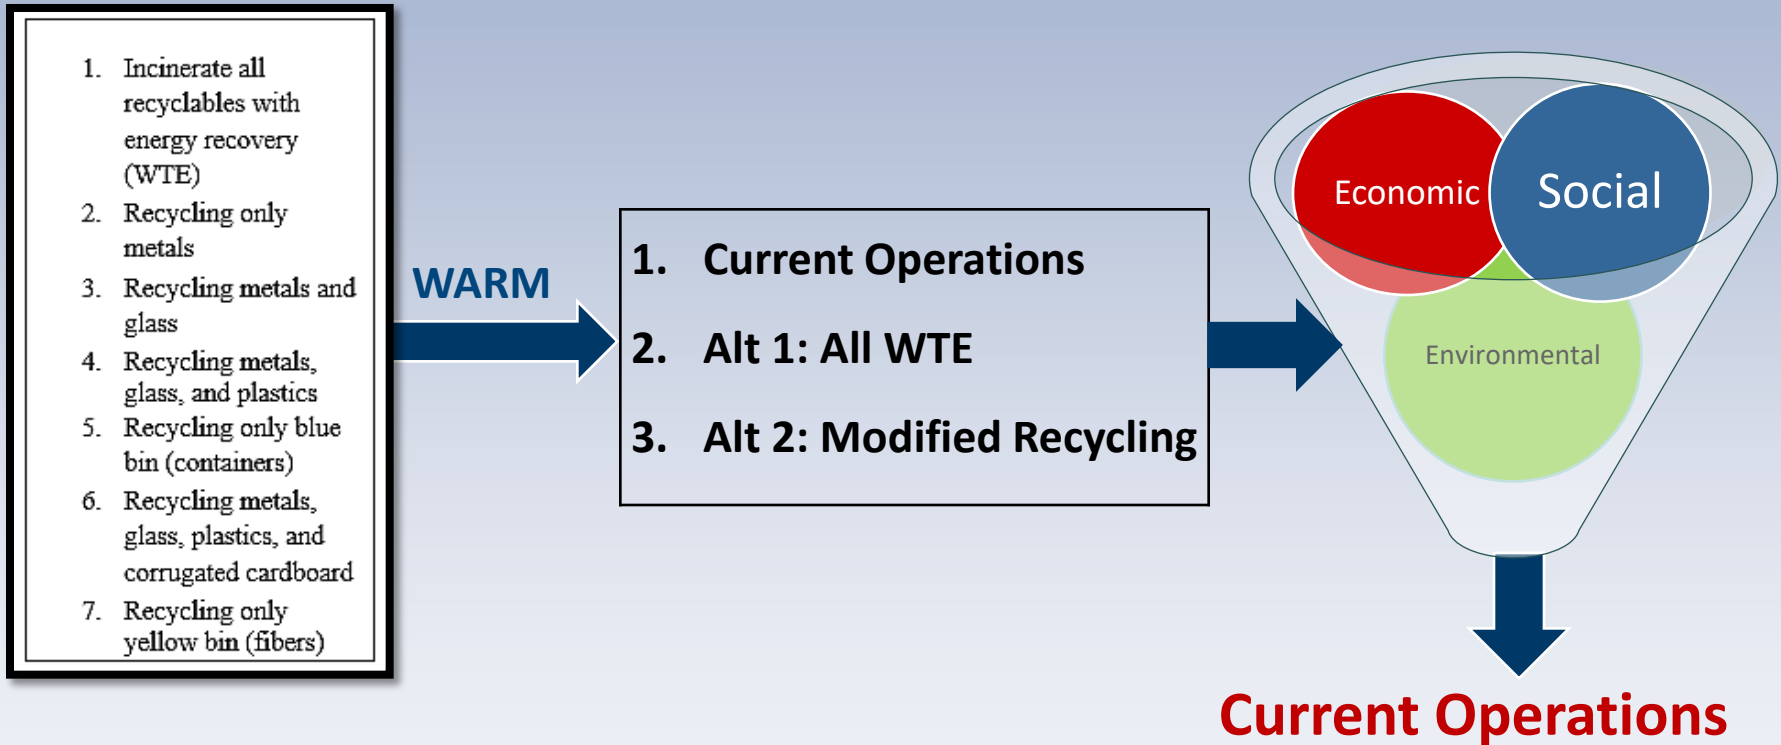 1. Incinerate all
recyclables with
energy recovery
(WTE)
2. Recycling only
metals
3. Recycling metals and
glass
4. Recycling metals,
glass, and plastics
5. Recycling only blue
bin (containers)
6. Recycling metals,
glass, plastics, and
corrugated cardboard
7. Recycling only
yellow bin (fibers)
WARM
1. Current Operations
2. Alt 1: All WTE
3. Alt 2: Modified Recycling
Economic
Social
Environmental
Current Operations